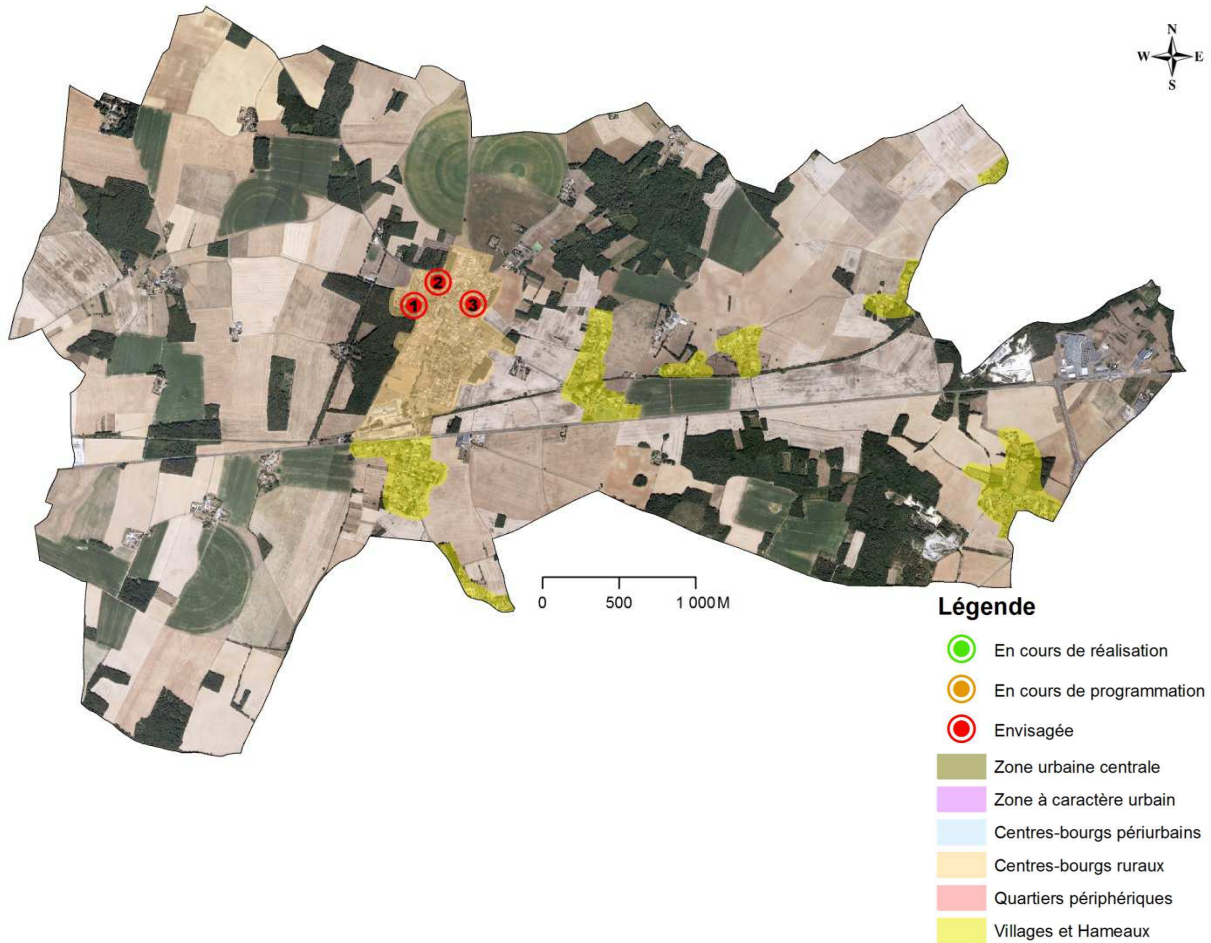 N
W E
S
2
1 3
0 500 1 000M
Légende
En cours de réalisation
En cours de programmation
Envisagée
Zone urbaine centrale
Zone à caractère urbain
Centres-bourgs périurbains
Centres-bourgs ruraux
Quartiers périphériques
Villages et Hameaux